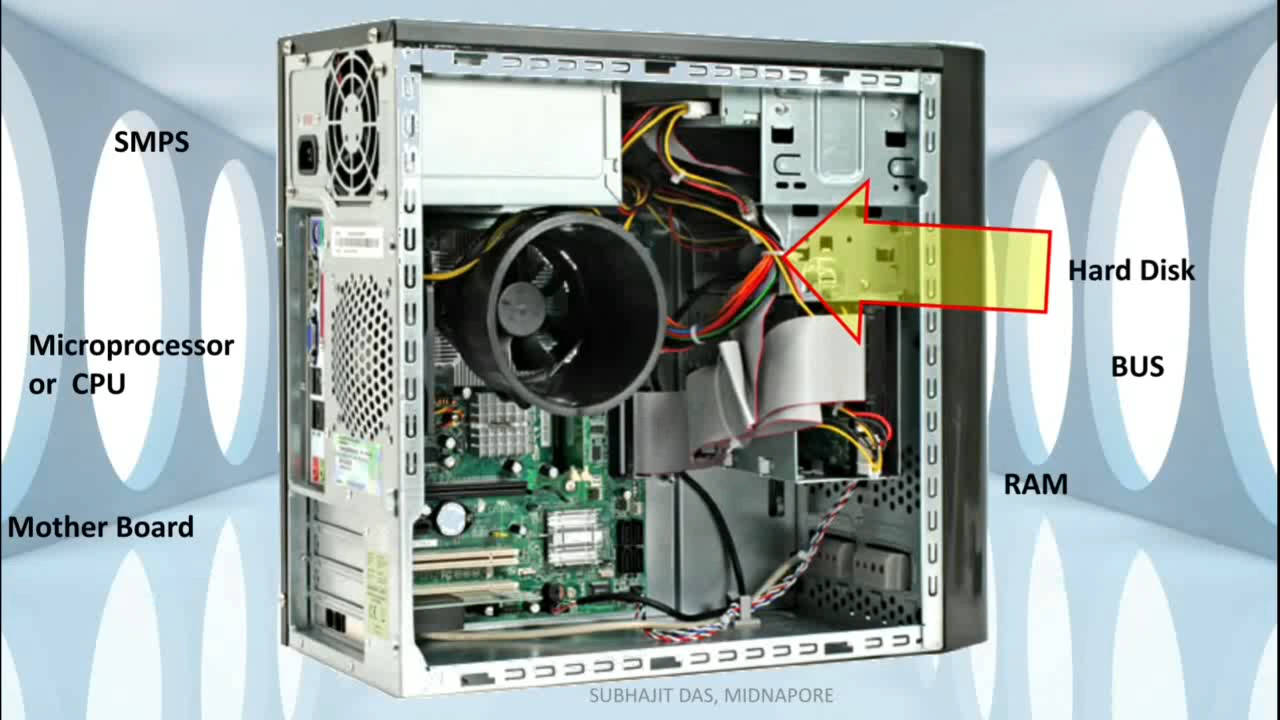 SMPS
Hard Disk
Microprocessor
or CPU
BUS
RAM
Mother Board
SUBHAJIT DAS, MIDNAPORE